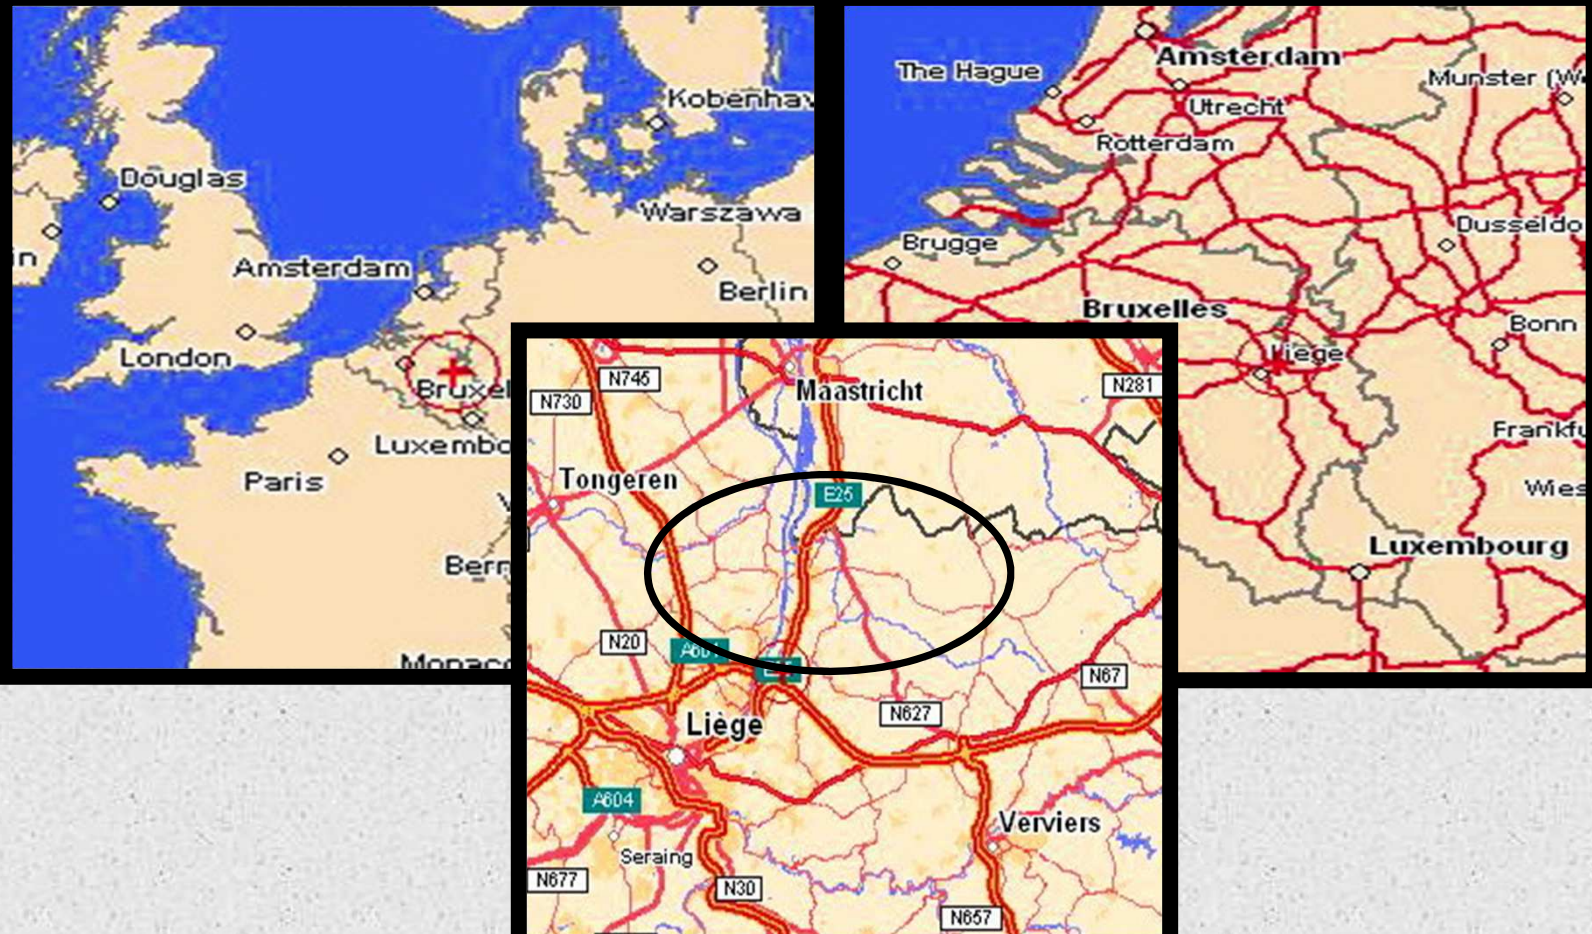 Kobenhav
Douglas
Warszawa
in
Amsterdam
Berlin
London
Bruxel
Luxembo
Paris
Bern
Monaco
Amsterdam
The Hague
Munster (W
Utrecht
Rotterdam
Dusseldo
Brugge
Bruxelles
Bonn
Liege
Frankfu
Wies
Luxembourg
N745
Maastricht
N281
N730
Tongeren
E25
N20
N67
N627
Liège
A604
Verviers
Seraing
N677
N30
N657